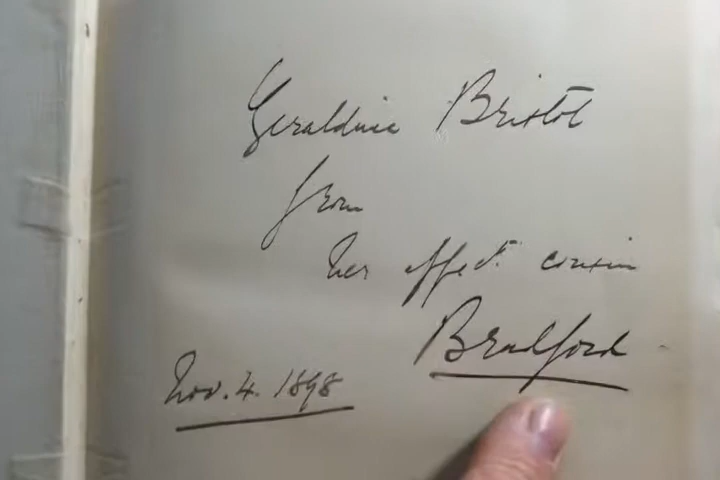 Geraldine Bristol
from
her affect. cousin
Bradford
Nov. 4. 1898